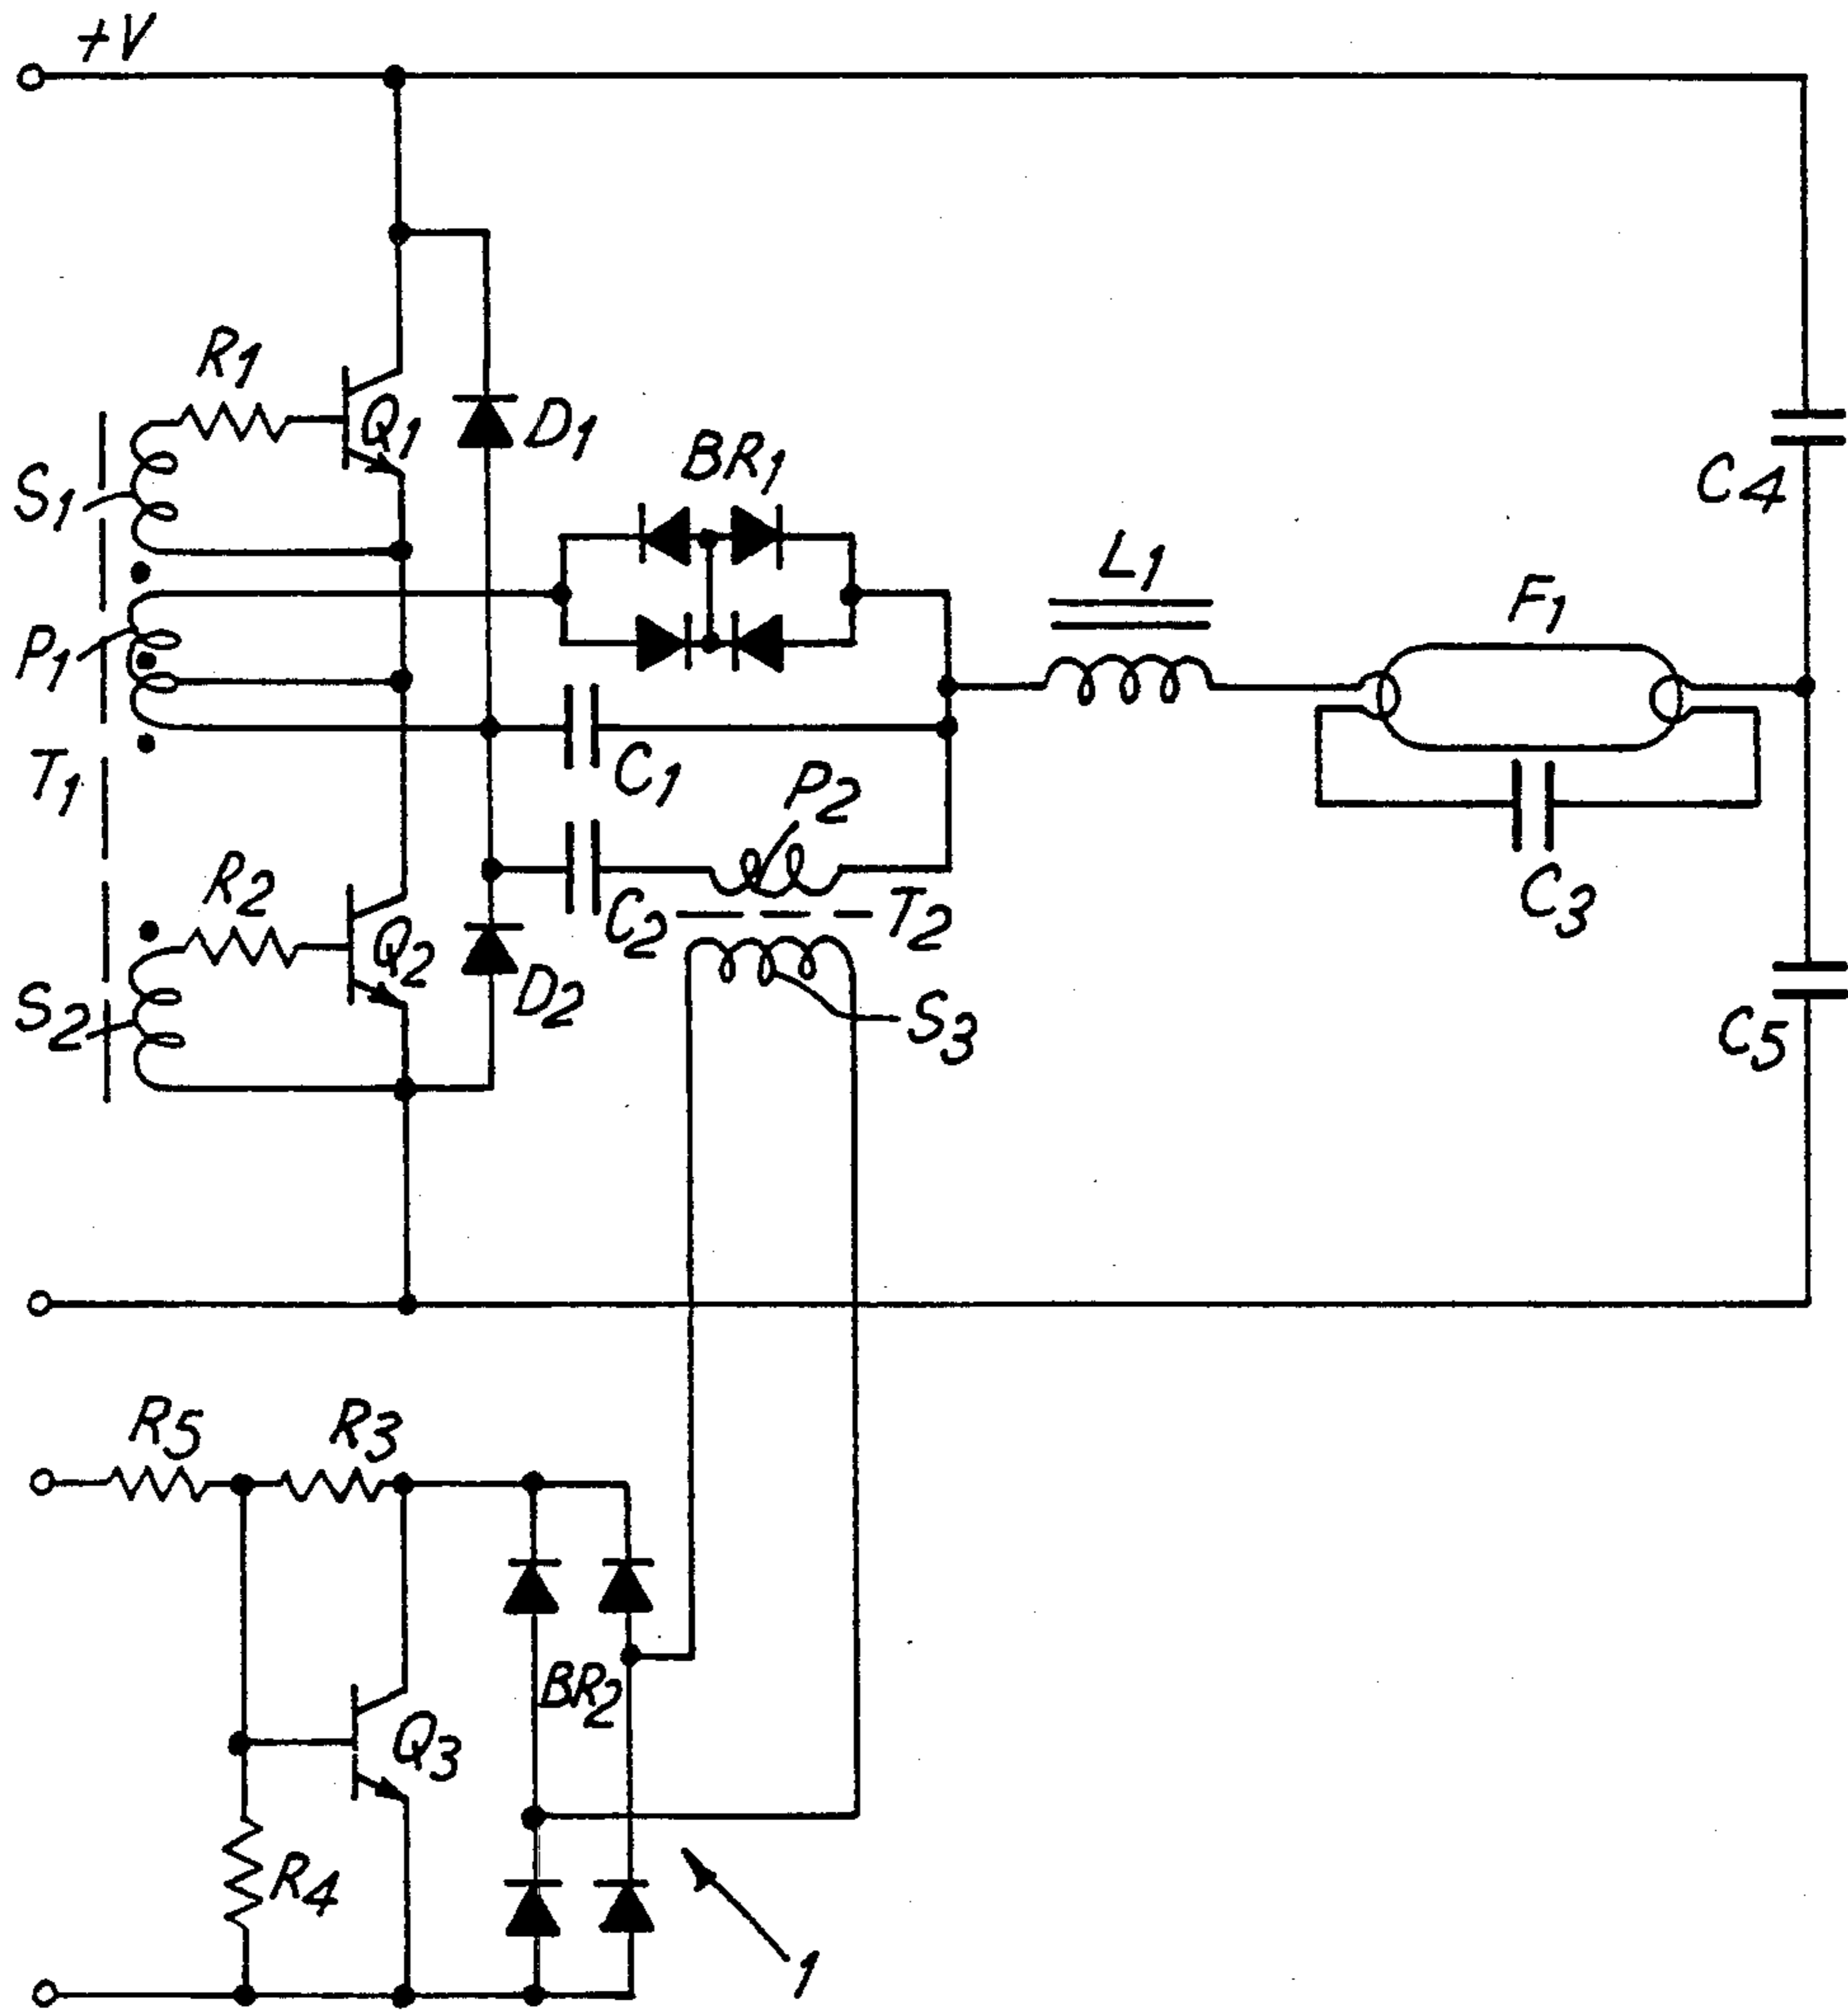 +V
R1
Q1
D1
BR1
S1
C4
L1
F1
P1
T1
C1
P2
R2
C3
Q2
C2
T2
D2
S2
S3
C5
R5
R3
BR2
Q3
R4
1